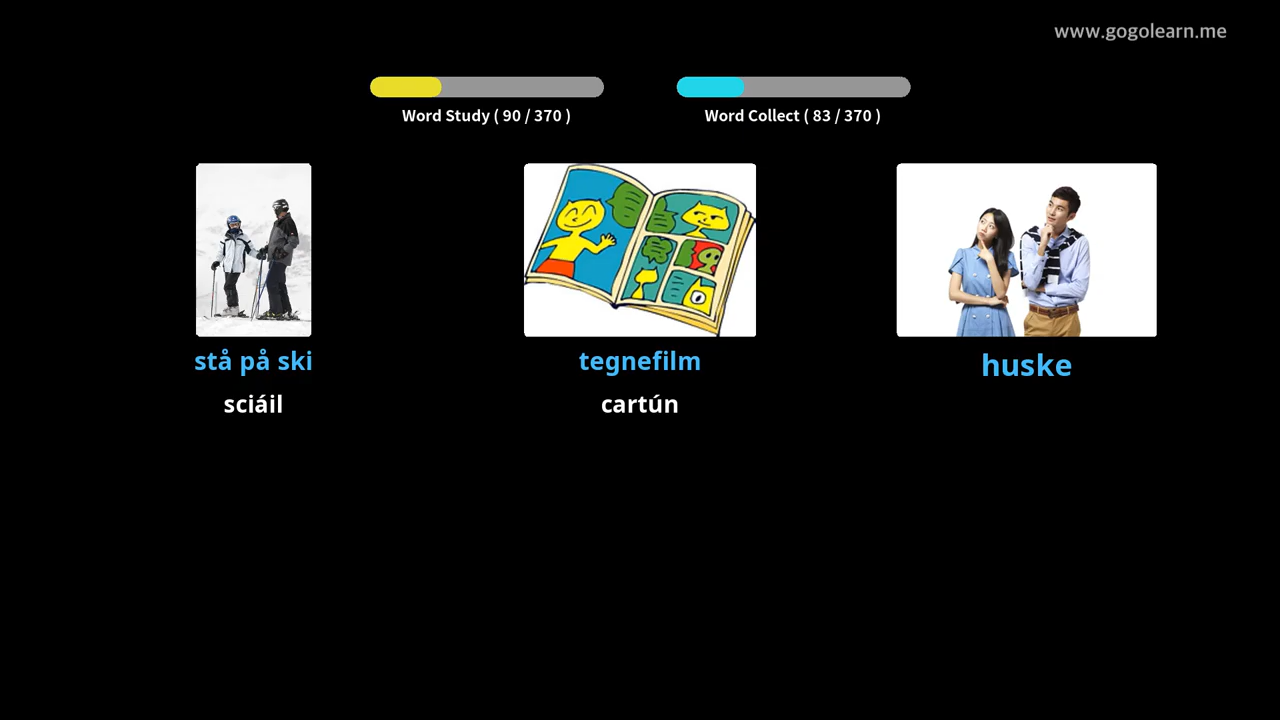 www.gogolearn.me
Word Study ( 90 / 370 )
Word Collect ( 83 / 370 )
stå på ski
tegnefilm
huske
sciáil
cartún